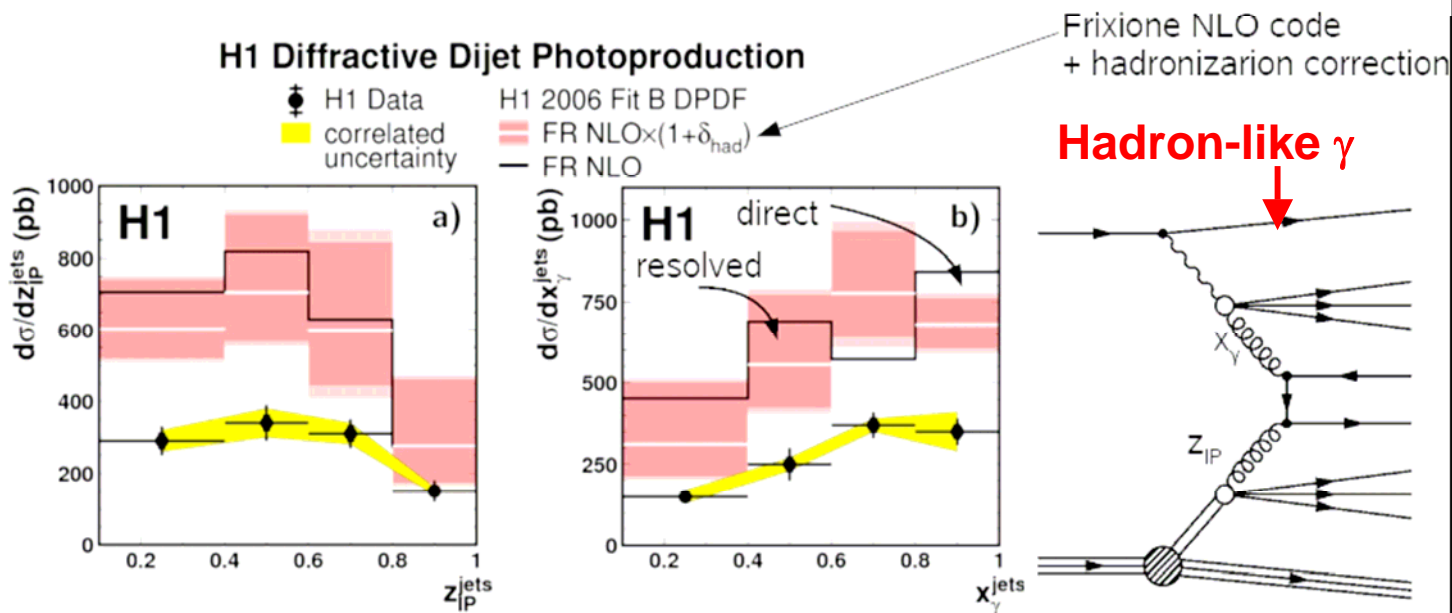 Frixione NLO code
+ hadronizarion correction
H1 Diffractive Dijet Photoproduction
H1 Data
correlated
uncertainty
H1 2006 Fit B DPDF
FR NLO×(1+δhad)
FR NLO
Hadron-like γ
dσ/dz_IP^jets (pb)
1000
800
600
400
200
0
H1
a)
0.2
0.4
0.6
0.8
1
z_IP^jets
dσ/dx_γ^jets (pb)
1000
750
500
250
0
H1
b)
direct
resolved
0.2
0.4
0.6
0.8
1
x_γ^jets
X_γ
Z_IP